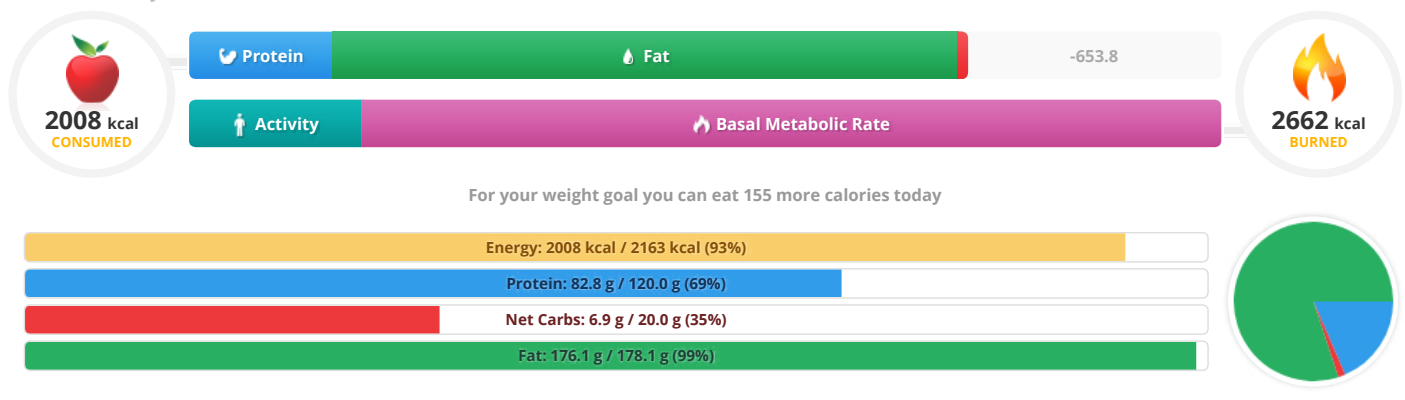 Protein
Fat
-653.8
2008 kcal
CONSUMED
2662 kcal
BURNED
Activity
Basal Metabolic Rate
For your weight goal you can eat 155 more calories today
Energy: 2008 kcal / 2163 kcal (93%)
Protein: 82.8 g / 120.0 g (69%)
Net Carbs: 6.9 g / 20.0 g (35%)
Fat: 176.1 g / 178.1 g (99%)